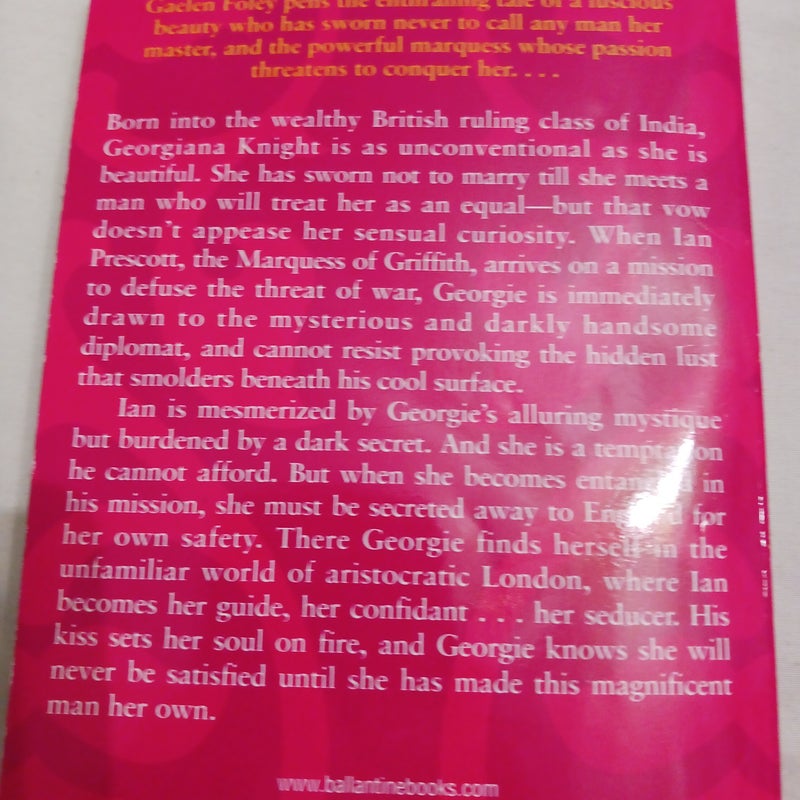 Gaelen Foley pens the enthralling tale of a luscious
beauty who has sworn never to call any man her
master, and the powerful marquess whose passion
threatens to conquer her. . . .
Born into the wealthy British ruling class of India,
Georgiana Knight is as unconventional as she is
beautiful. She has sworn not to marry till she meets a
man who will treat her as an equal—but that vow
doesn't appease her sensual curiosity. When Ian
Prescott, the Marquess of Griffith, arrives on a mission
to defuse the threat of war, Georgie is immediately
drawn to the mysterious and darkly handsome
diplomat, and cannot resist provoking the hidden lust
that smolders beneath his cool surface.
Ian is mesmerized by Georgie's alluring mystique
but burdened by a dark secret. And she is a temptation
he cannot afford. But when she becomes in
his mission, she must be secreted away to for
her own safety. There Georgie finds herself in the
unfamiliar world of aristocratic London, where Ian
becomes her guide, her confidant . . . her seducer. His
kiss sets her soul on fire, and Georgie knows she will
never be satisfied until she has made this magnificent
man her own.
www.ballantinebooks.com